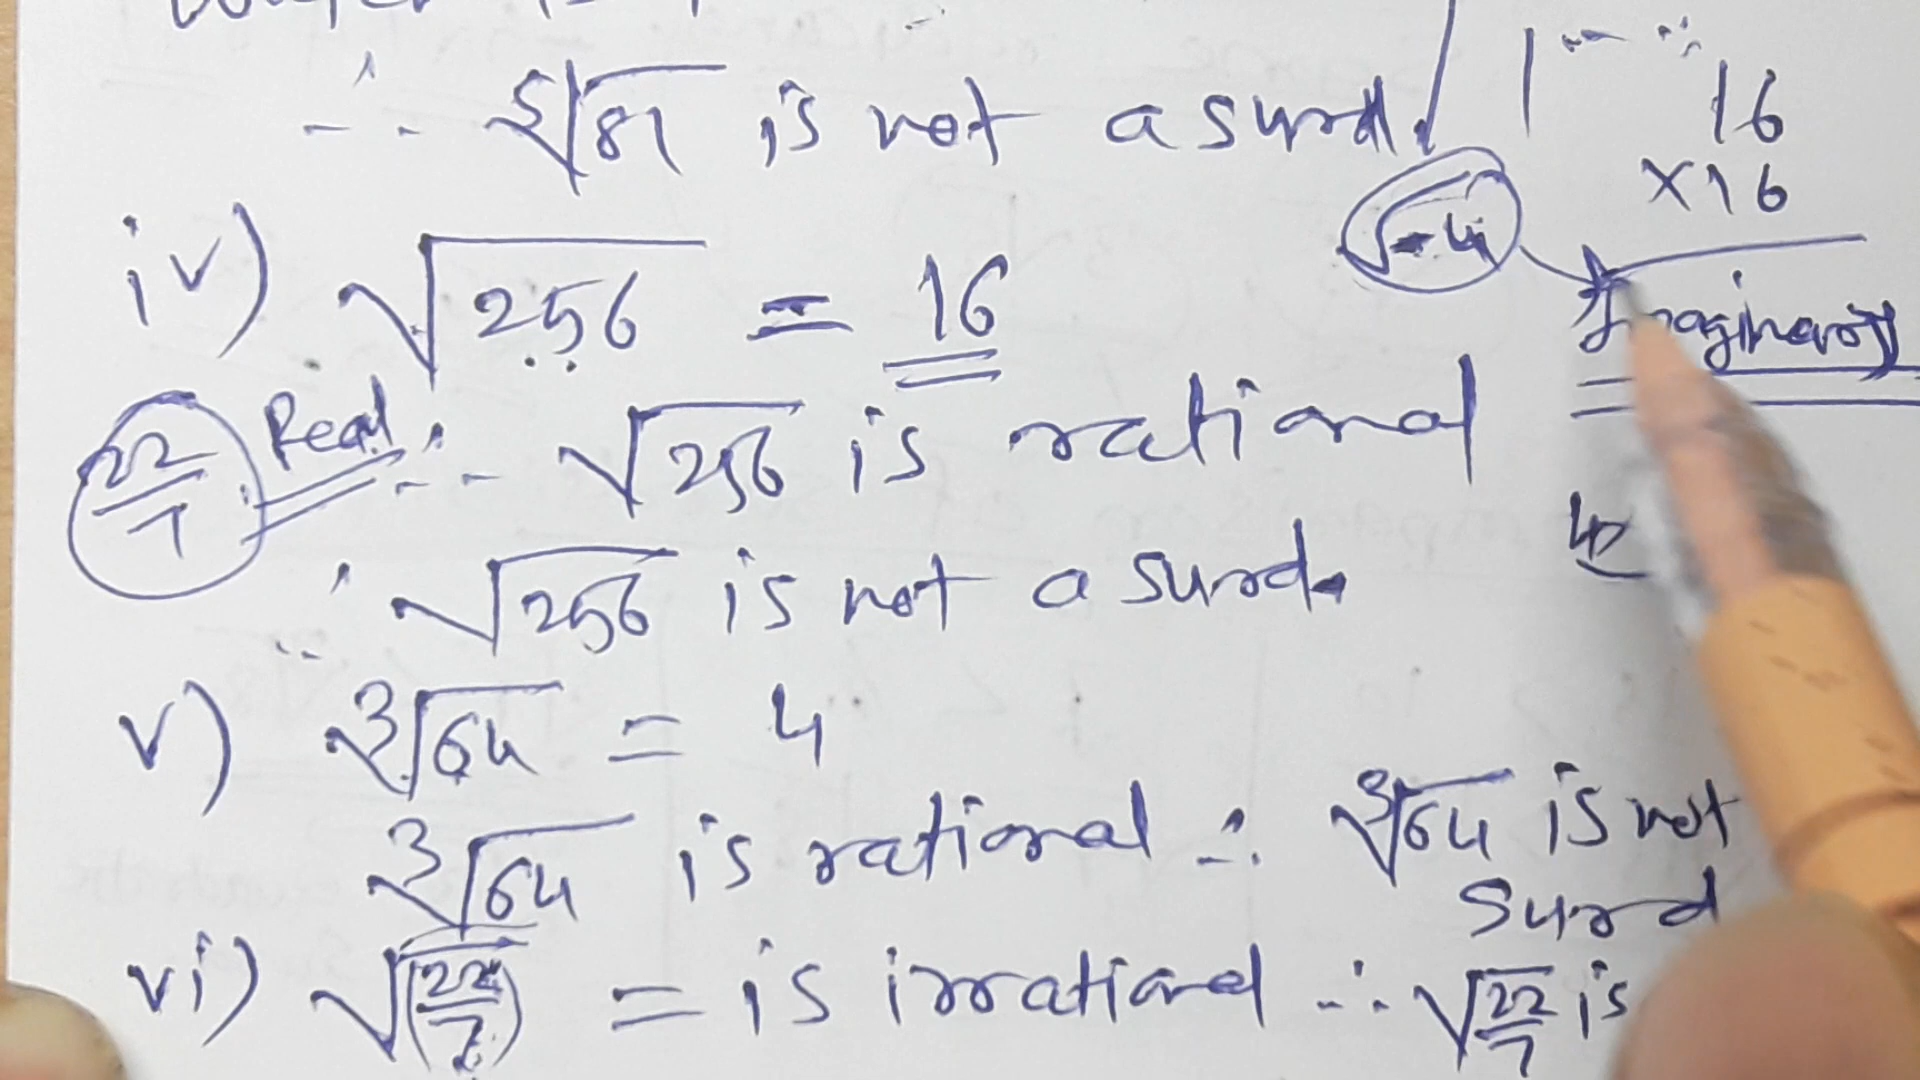 ∴ ⁵√81 is not a surd.
16
×16
√-4
Imaginary
iv) √256 = 16
22/7 Real
∴ √256 is rational
∴ √256 is not a surd.
v) ³√64 = 4
³√64 is rational ∴ ³√64 is not
surd
vi) √(22/7) = is irrational ∴ √22/7 is